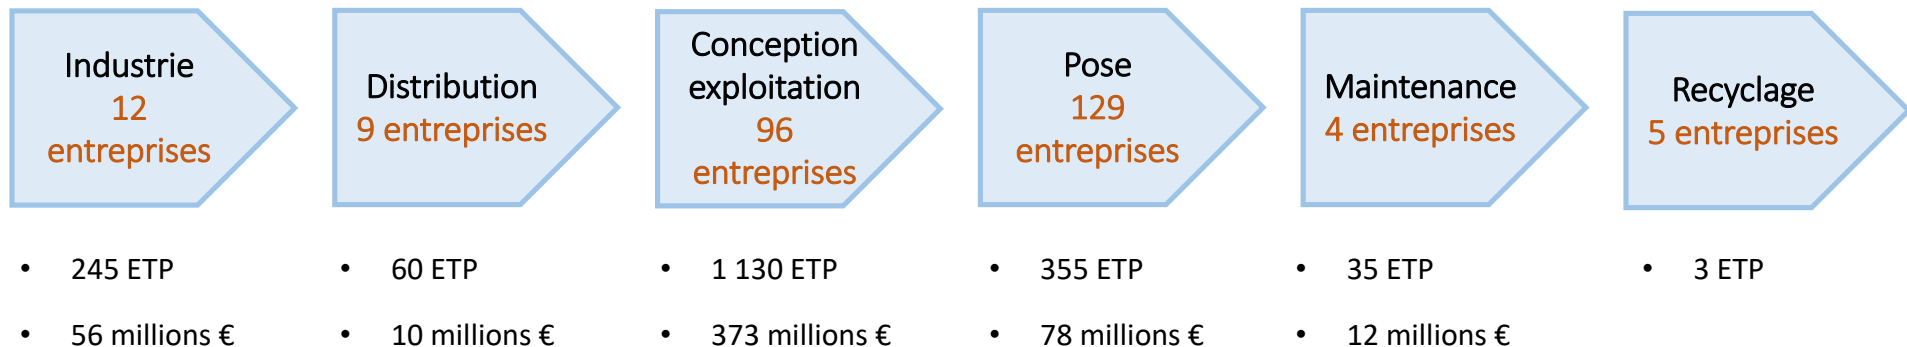 Industrie
12
entreprises
Distribution
9 entreprises
Conception
exploitation
96
entreprises
Pose
129
entreprises
Maintenance
4 entreprises
Recyclage
5 entreprises
• 245 ETP
• 56 millions €
• 60 ETP
• 10 millions €
• 1 130 ETP
• 373 millions €
• 355 ETP
• 78 millions €
• 35 ETP
• 12 millions €
• 3 ETP